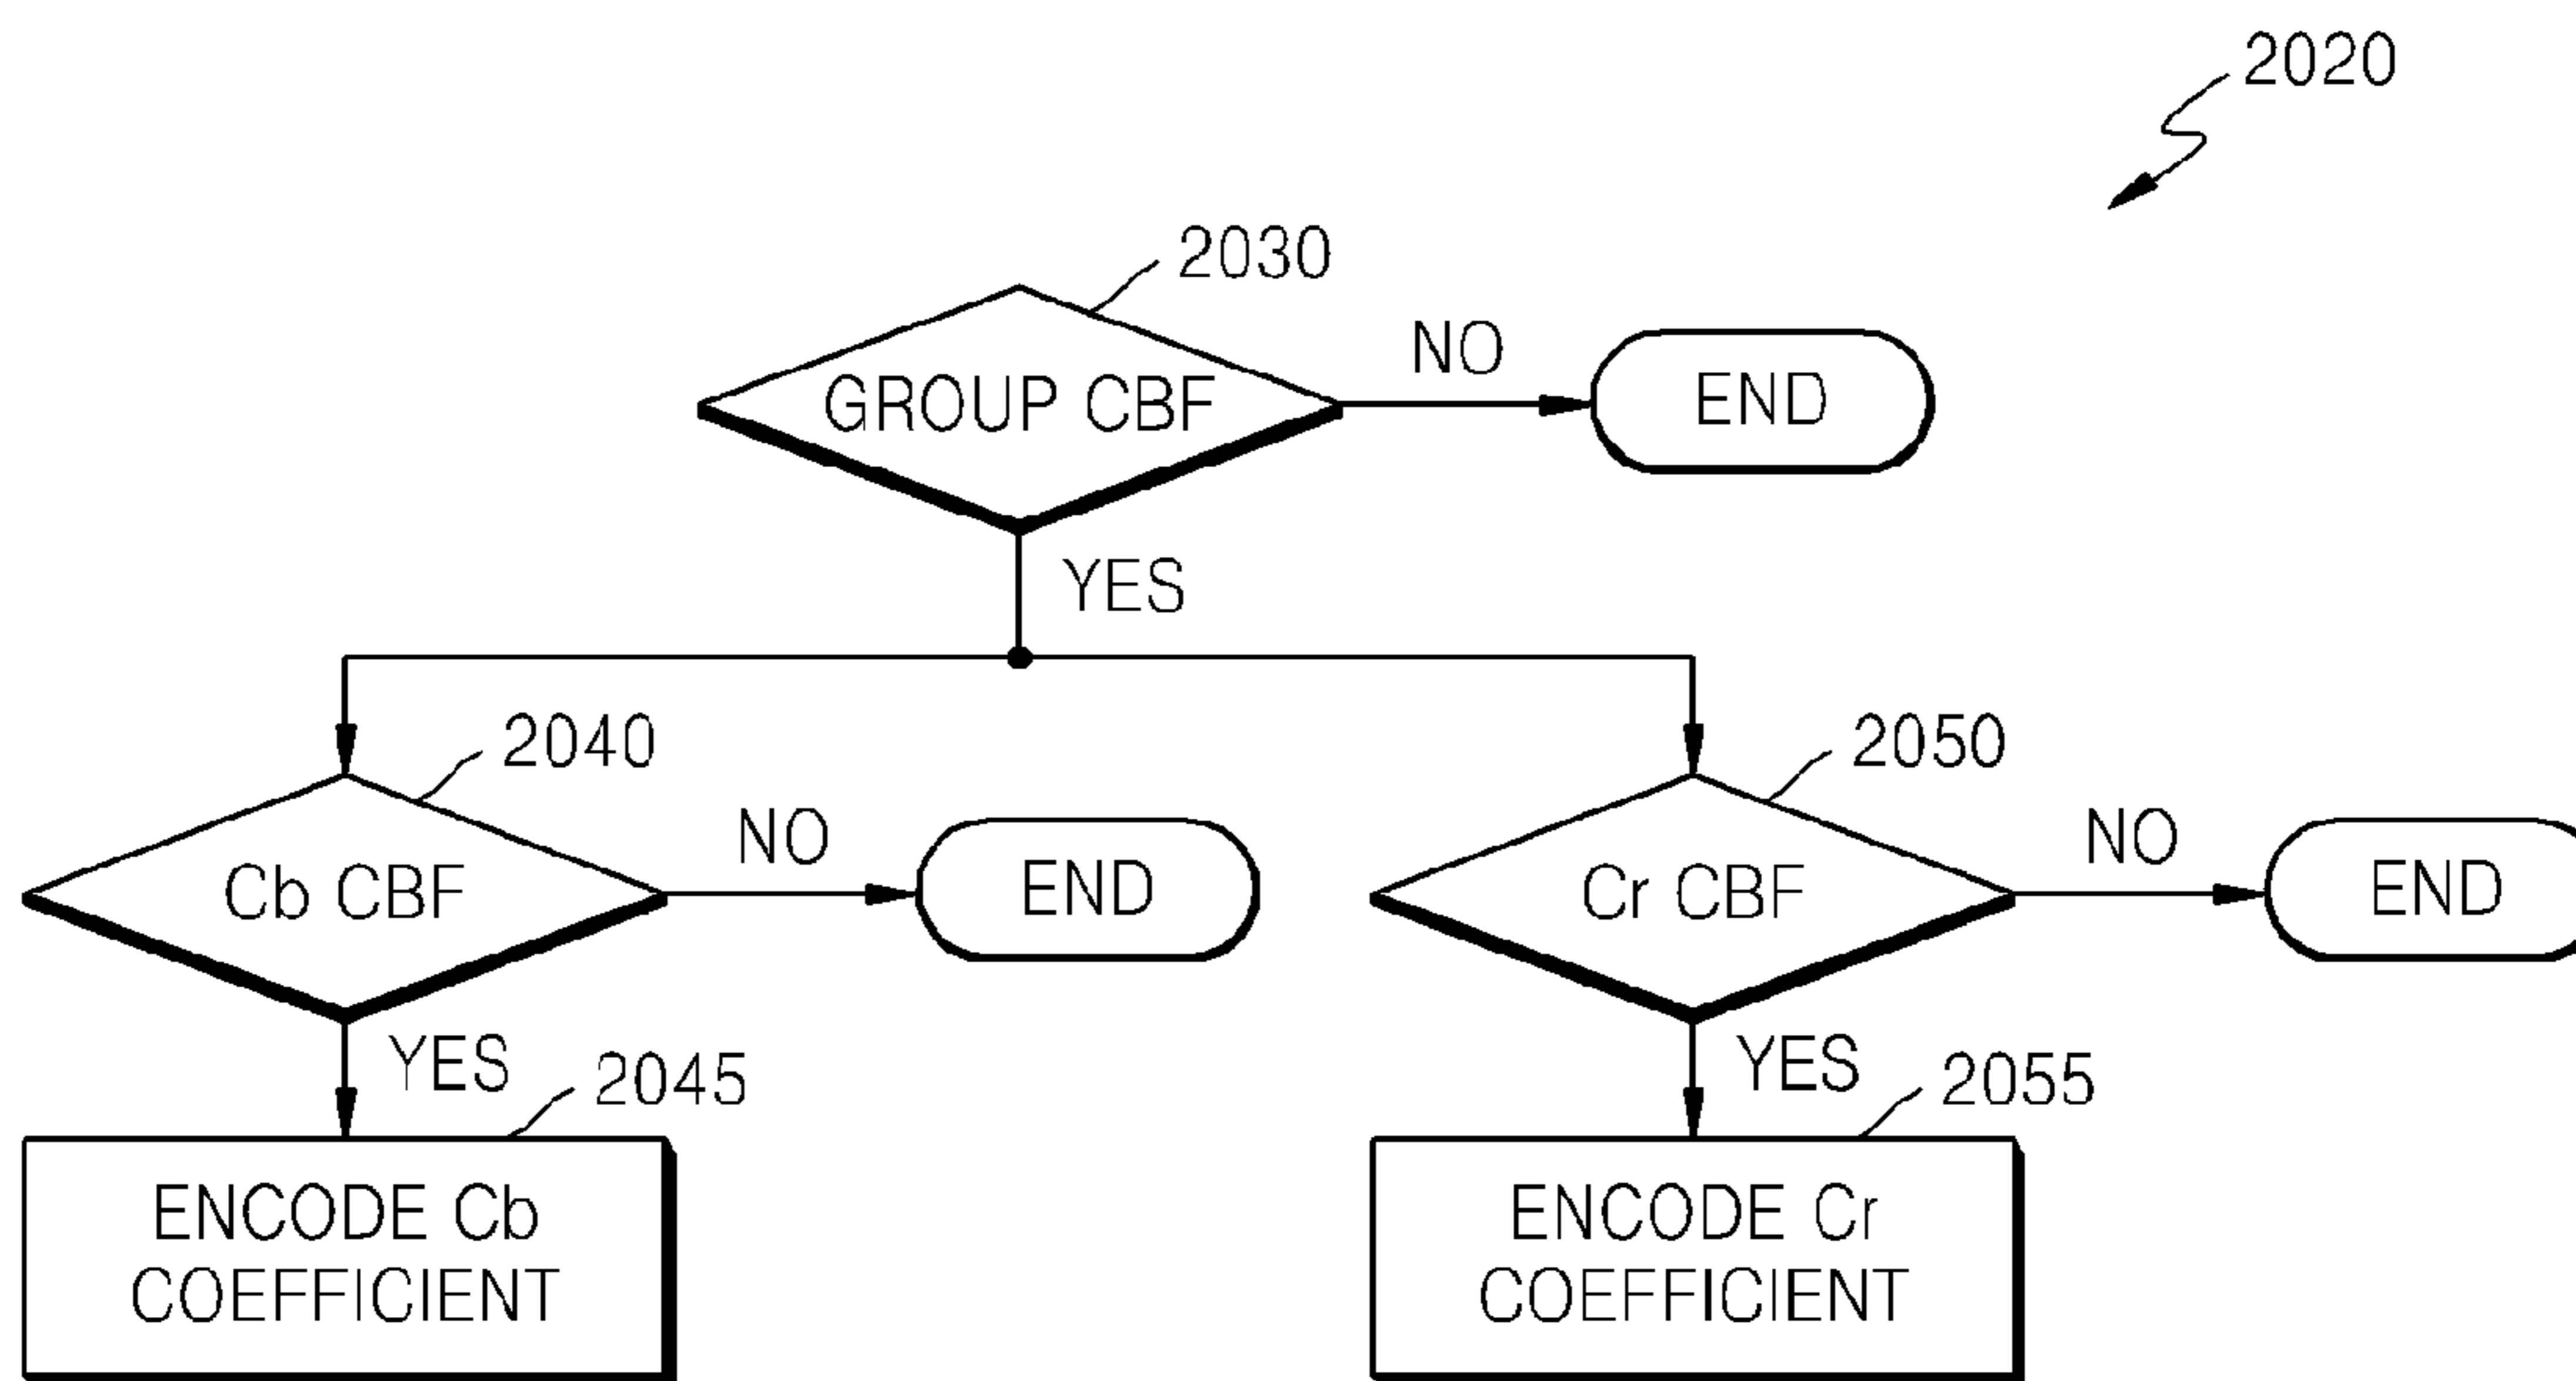 2020
2030
GROUP CBF
NO
END
YES
2040
Cb CBF
NO
END
YES
2045
ENCODE Cb
COEFFICIENT
2050
Cr CBF
NO
END
YES
2055
ENCODE Cr
COEFFICIENT